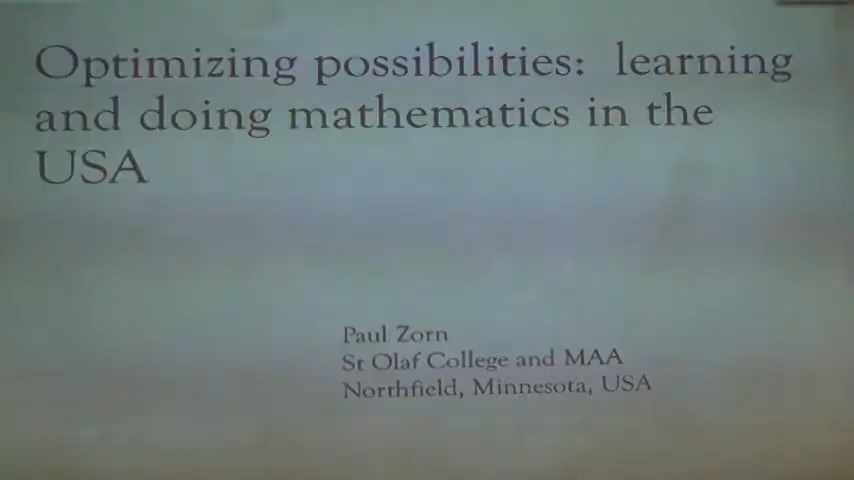 Optimizing possibilities: learning
and doing mathematics in the
USA
Paul Zorn
St Olaf College and MAA
Northfield, Minnesota, USA